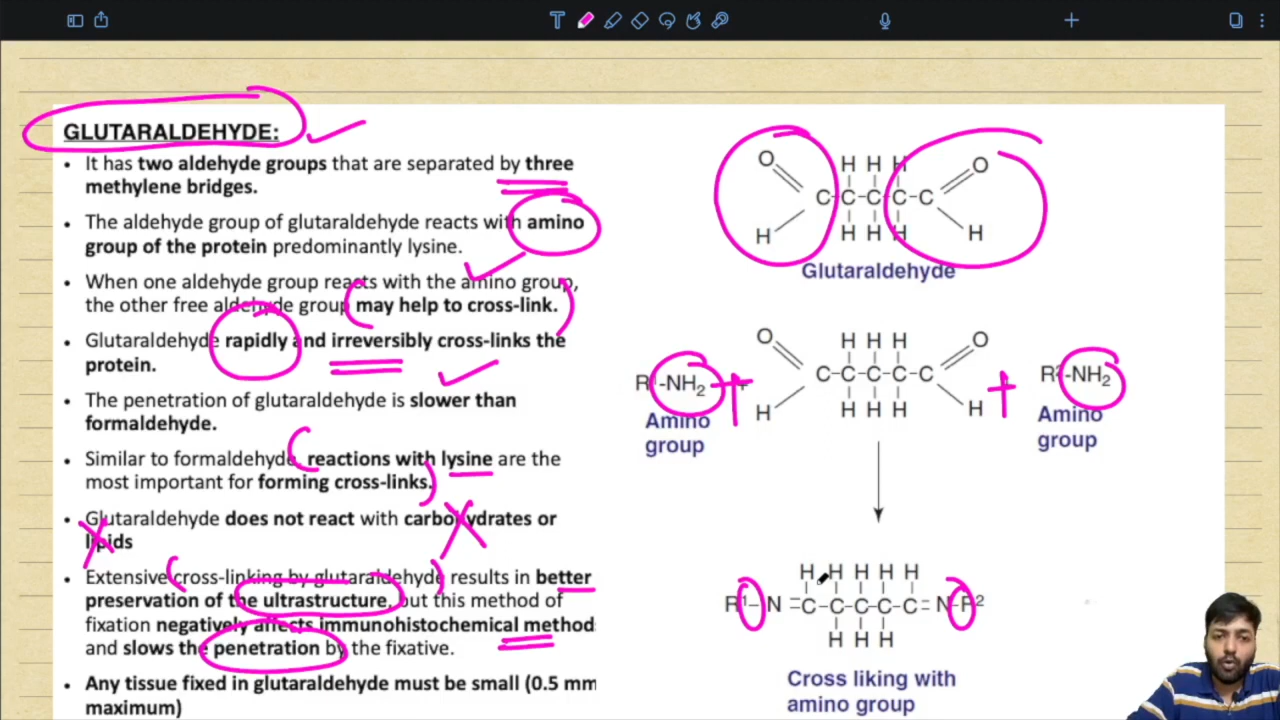 GLUTARALDEHYDE:
• It has two aldehyde groups that are separated by three
methylene bridges.
• The aldehyde group of glutaraldehyde reacts with amino
group of the protein predominantly lysine.
• When one aldehyde group reacts with the amino group,
the other free aldehyde group may help to cross-link.
• Glutaraldehyde rapidly and irreversibly cross-links the
protein.
• The penetration of glutaraldehyde is slower than
formaldehyde.
• Similar to formaldehyde, reactions with lysine are the
most important for forming cross-links.
• Glutaraldehyde does not react with carbohydrates or
lipids
• Extensive cross-linking by glutaraldehyde results in better
preservation of the ultrastructure, but this method of
fixation negatively affects immunohistochemical methods
and slows the penetration by the fixative.
• Any tissue fixed in glutaraldehyde must be small (0.5 mm
maximum)
O H H H O
C-C-C-C-C
H H H H H
Glutaraldehyde
O H H H O
R¹-NH₂ + C-C-C-C-C + R²-NH₂
H H H H H
Amino
group
Amino
group
H H H H H
R¹-N=C-C-C-C-C=N-R²
H H H
Cross liking with
amino group